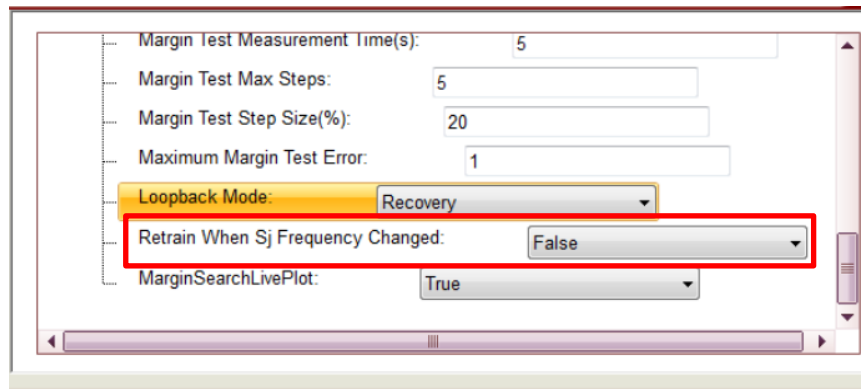 Margin Test Measurement Time(s): 5
Margin Test Max Steps: 5
Margin Test Step Size(%): 20
Maximum Margin Test Error: 1
Loopback Mode: Recovery
Retrain When Sj Frequency Changed: False
MarginSearchLivePlot: True